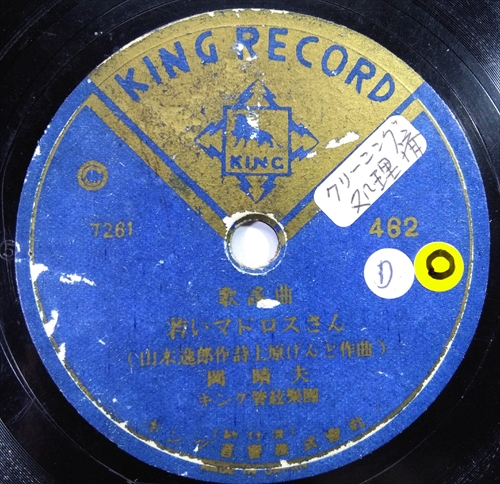 KING RECORD
KING
クリーニング
処理済
7261
462
D
O
歌謡曲
若いマドロスさん
(山本逸郎作詩上原げんと作曲)
岡晴夫
キング管絃樂團